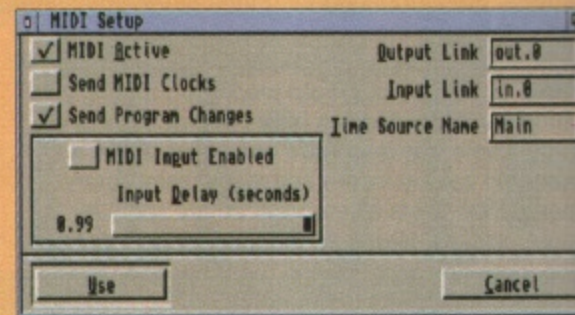 MIDI Setup
MIDI Active
Send MIDI Clocks
Send Program Changes
MIDI Input Enabled
Input Delay (seconds)
0.99
Output Link out.0
Input Link in.0
Time Source Name Main
Use
Cancel